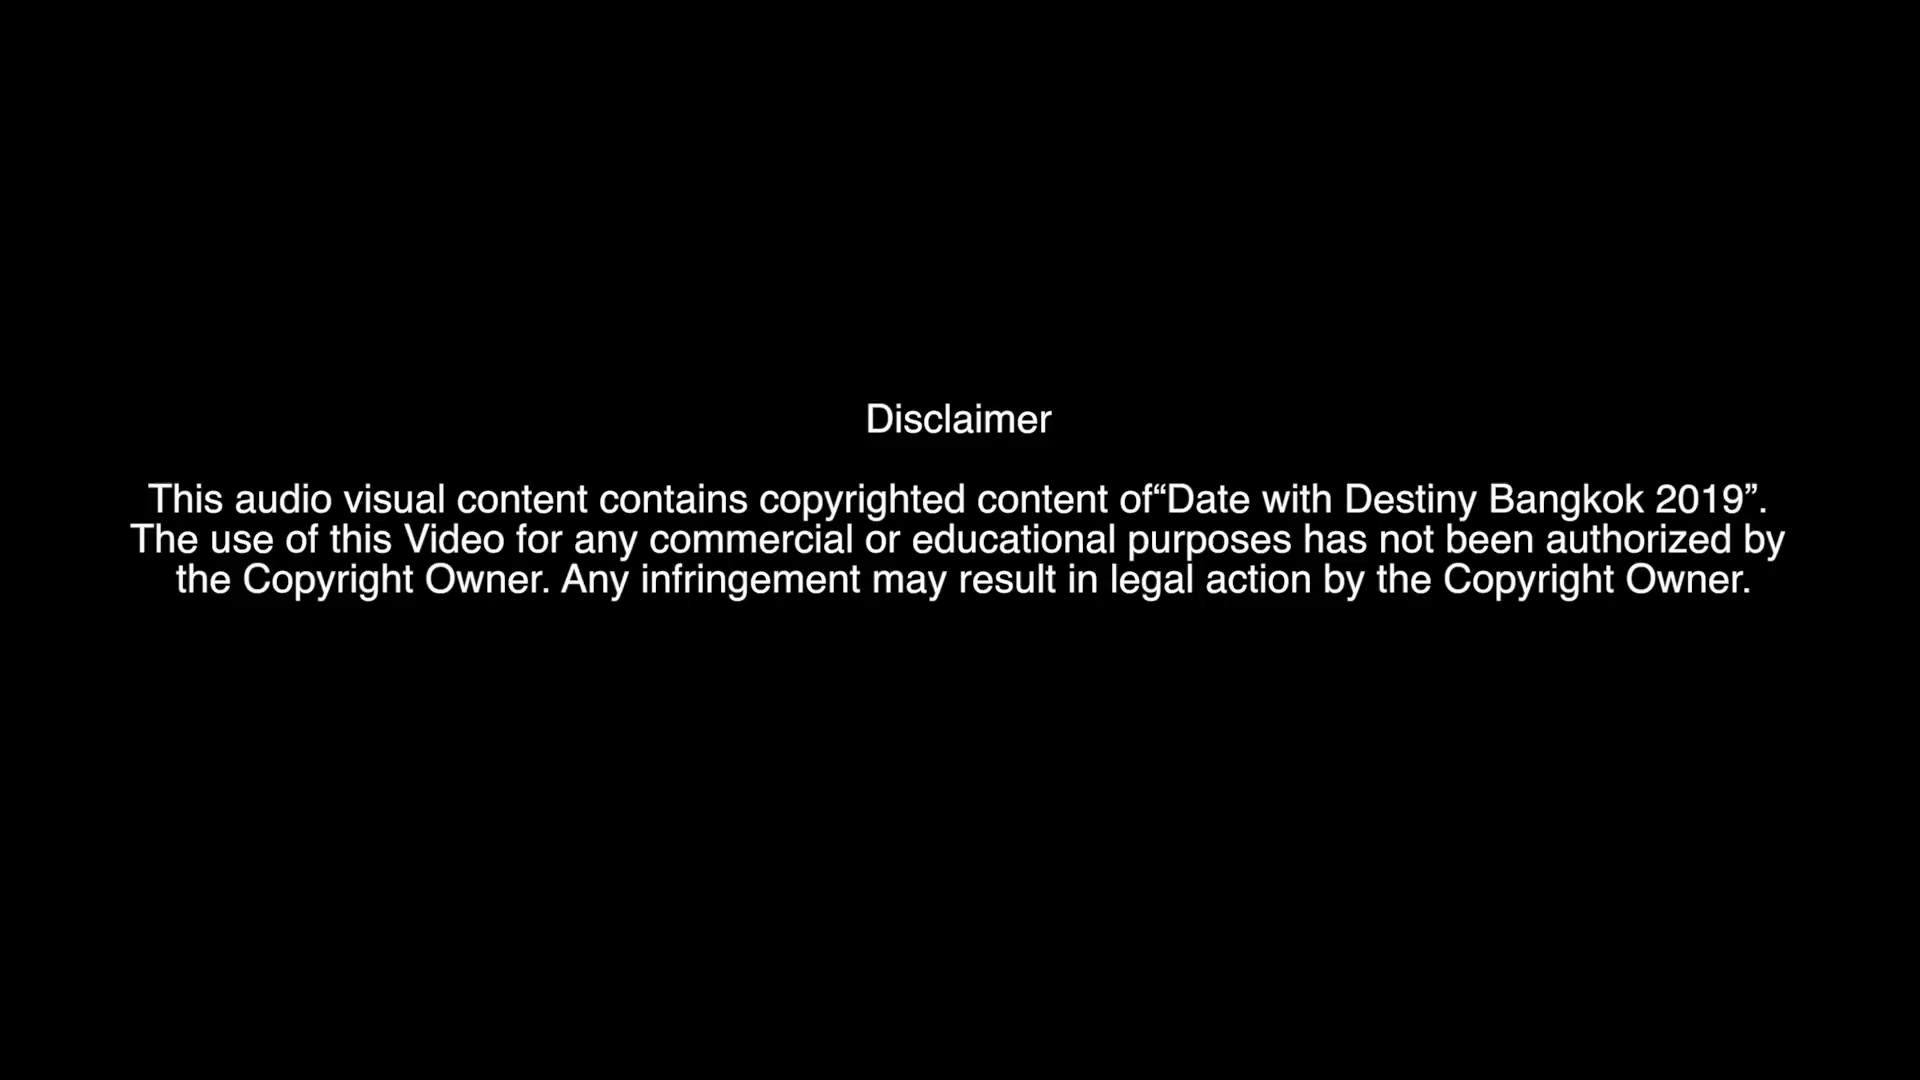 Disclaimer
This audio visual content contains copyrighted content of“Date with Destiny Bangkok 2019”.
The use of this Video for any commercial or educational purposes has not been authorized by
the Copyright Owner. Any infringement may result in legal action by the Copyright Owner.